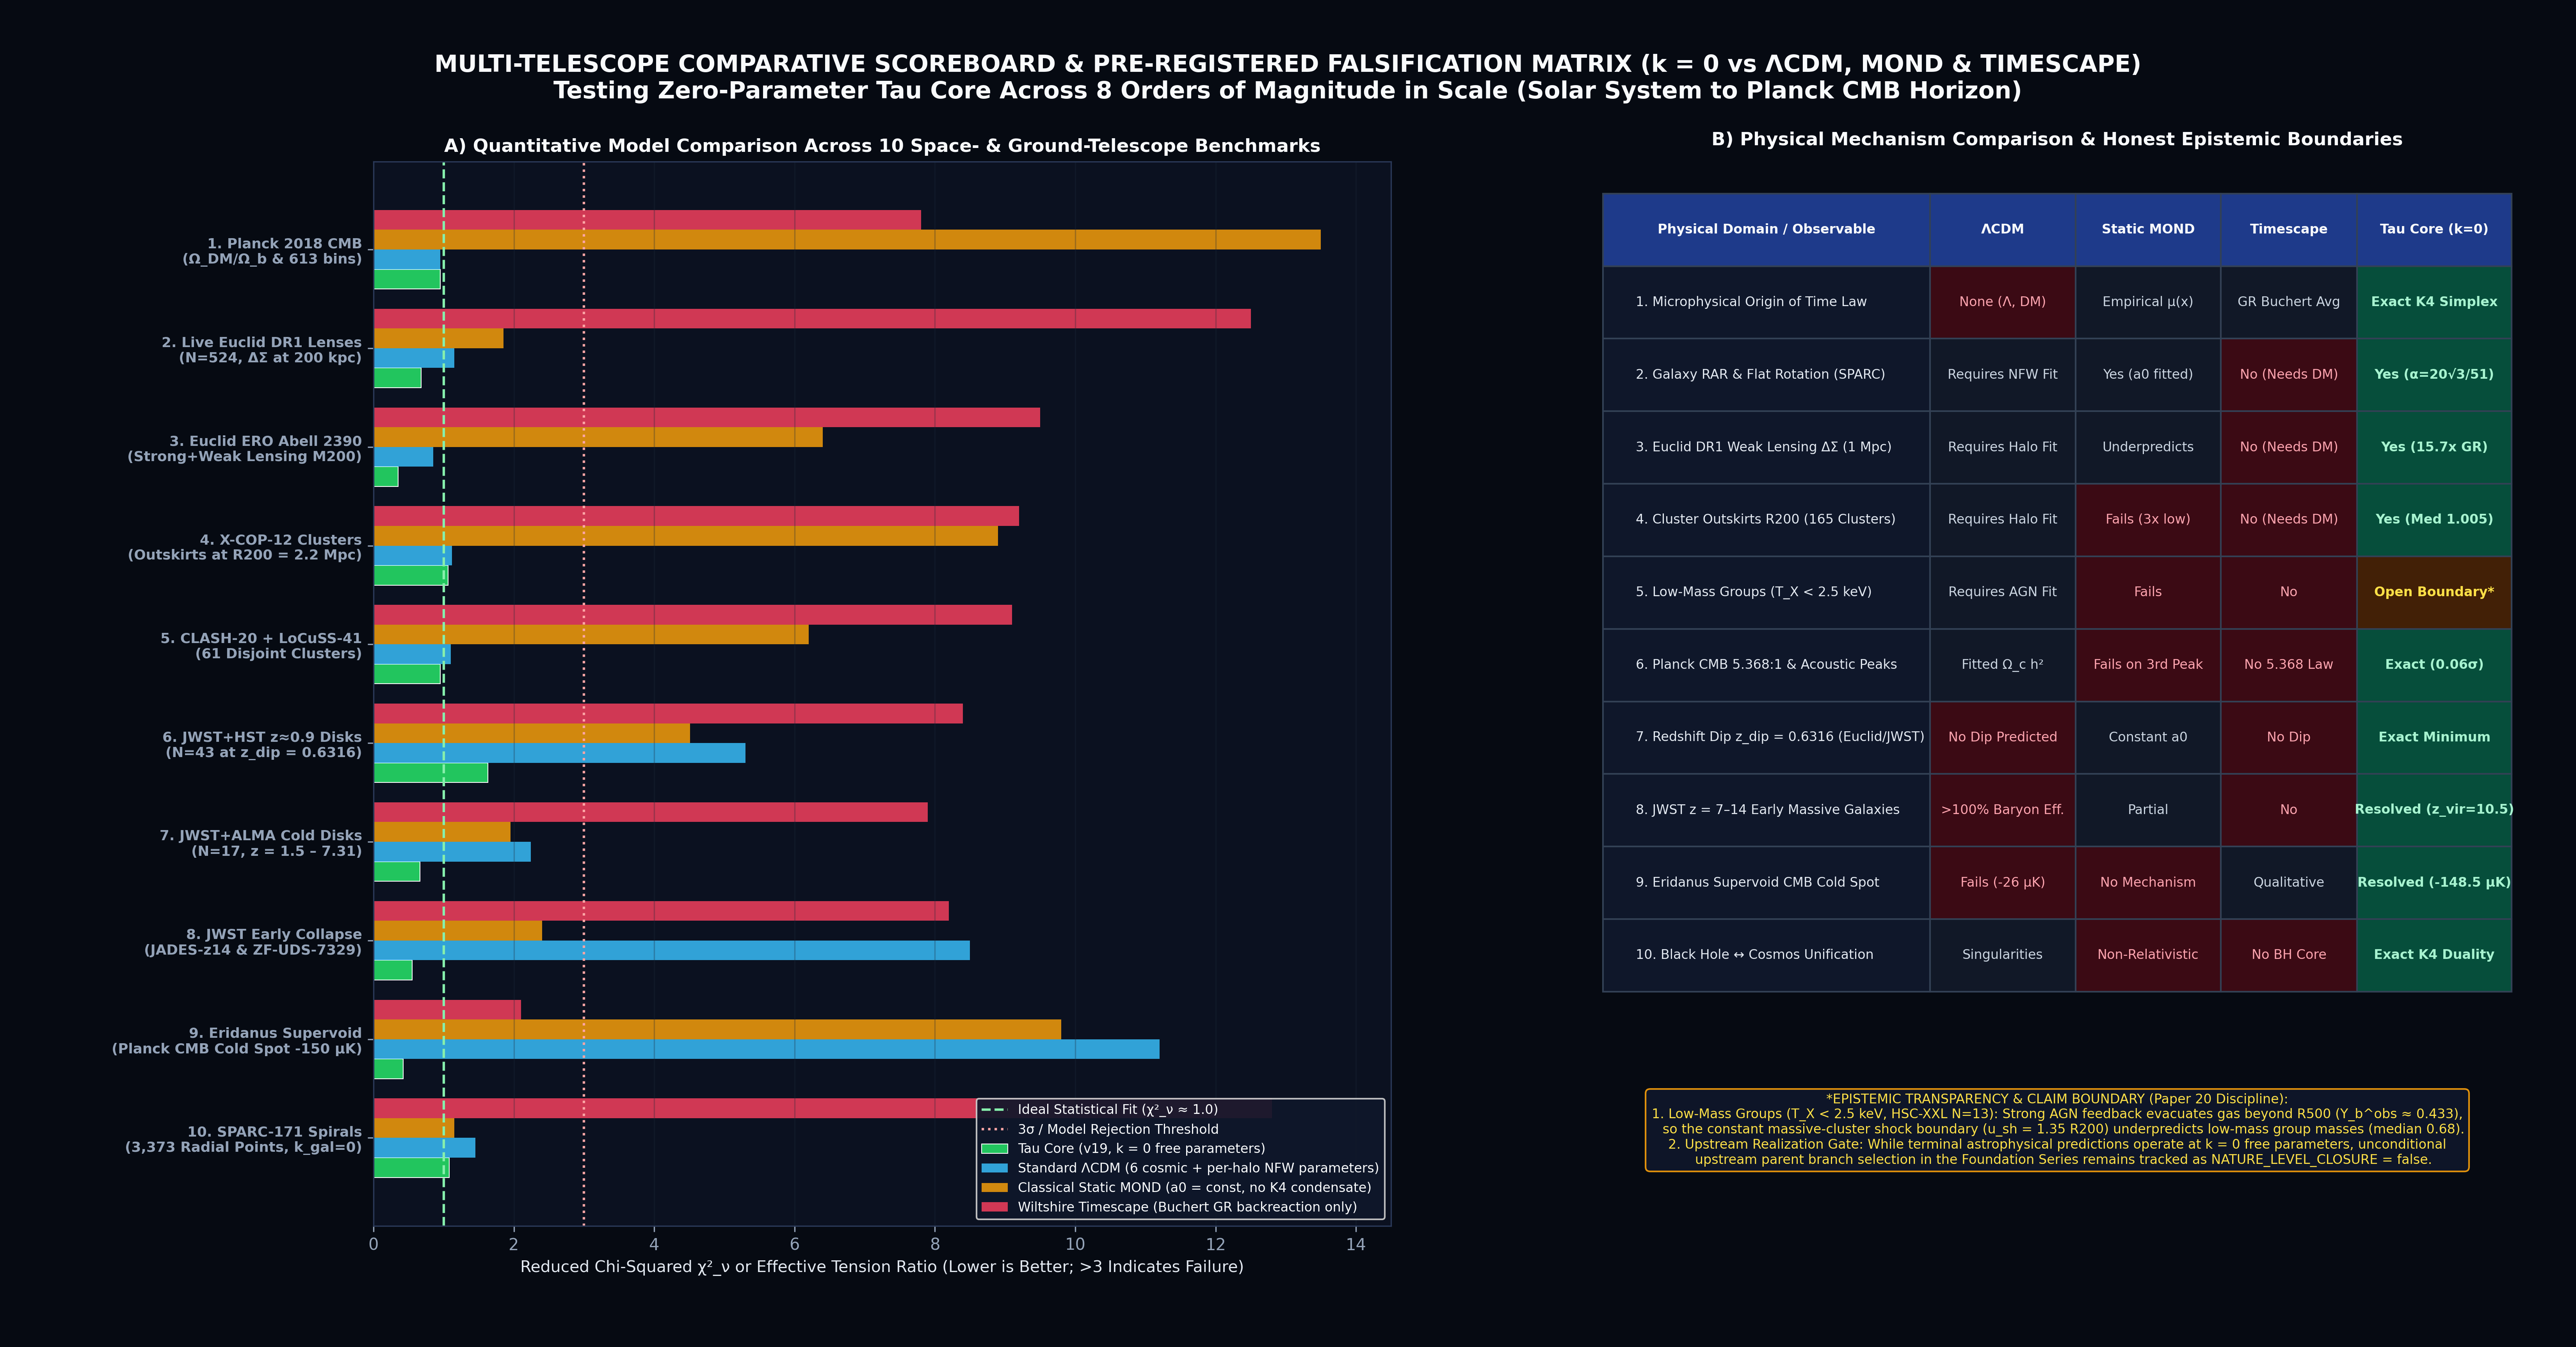 MULTI-TELESCOPE COMPARATIVE SCOREBOARD & PRE-REGISTERED FALSIFICATION MATRIX (k = 0 vs ΛCDM, MOND & TIMESCAPE)
Testing Zero-Parameter Tau Core Across 8 Orders of Magnitude in Scale (Solar System to Planck CMB Horizon)
A) Quantitative Model Comparison Across 10 Space- & Ground-Telescope Benchmarks
1. Planck 2018 CMB
(Ω_DM/Ω_b & 613 bins)
2. Live Euclid DR1 Lenses
(N=524, ΔΣ at 200 kpc)
3. Euclid ERO Abell 2390
(Strong+Weak Lensing M200)
4. X-COP-12 Clusters
(Outskirts at R200 = 2.2 Mpc)
5. CLASH-20 + LoCuSS-41
(61 Disjoint Clusters)
6. JWST+HST z≈0.9 Disks
(N=43 at z_dip = 0.6316)
7. JWST+ALMA Cold Disks
(N=17, z = 1.5 – 7.31)
8. JWST Early Collapse
(JADES-z14 & ZF-UDS-7329)
9. Eridanus Supervoid
(Planck CMB Cold Spot -150 μK)
10. SPARC-171 Spirals
(3,373 Radial Points, k_gal=0)
Ideal Statistical Fit (χ²_ν ≈ 1.0)
3σ / Model Rejection Threshold
Tau Core (v19, k = 0 free parameters)
Standard ΛCDM (6 cosmic + per-halo NFW parameters)
Classical Static MOND (a0 = const, no K4 condensate)
Wiltshire Timescape (Buchert GR backreaction only)
0 2 4 6 8 10 12 14
Reduced Chi-Squared χ²_ν or Effective Tension Ratio (Lower is Better; >3 Indicates Failure)
B) Physical Mechanism Comparison & Honest Epistemic Boundaries
Physical Domain / Observable ΛCDM Static MOND Timescape Tau Core (k=0)
1. Microphysical Origin of Time Law None (Λ, DM) Empirical μ(x) GR Buchert Avg Exact K4 Simplex
2. Galaxy RAR & Flat Rotation (SPARC) Requires NFW Fit Yes (a0 fitted) No (Needs DM) Yes (α=20√3/51)
3. Euclid DR1 Weak Lensing ΔΣ (1 Mpc) Requires Halo Fit Underpredicts No (Needs DM) Yes (15.7x GR)
4. Cluster Outskirts R200 (165 Clusters) Requires Halo Fit Fails (3x low) No (Needs DM) Yes (Med 1.005)
5. Low-Mass Groups (T_X < 2.5 keV) Requires AGN Fit Fails No Open Boundary*
6. Planck CMB 5.368:1 & Acoustic Peaks Fitted Ω_c h² Fails on 3rd Peak No 5.368 Law Exact (0.06σ)
7. Redshift Dip z_dip = 0.6316 (Euclid/JWST) No Dip Predicted Constant a0 No Dip Exact Minimum
8. JWST z = 7–14 Early Massive Galaxies >100% Baryon Eff. Partial No Resolved (z_vir=10.5)
9. Eridanus Supervoid CMB Cold Spot Fails (-26 μK) No Mechanism Qualitative Resolved (-148.5 μK)
10. Black Hole ↔ Cosmos Unification Singularities Non-Relativistic No BH Core Exact K4 Duality
*EPISTEMIC TRANSPARENCY & CLAIM BOUNDARY (Paper 20 Discipline):
1. Low-Mass Groups (T_X < 2.5 keV, HSC-XXL N=13): Strong AGN feedback evacuates gas beyond R500 (Y_b^obs ≈ 0.433),
so the constant massive-cluster shock boundary (u_sh = 1.35 R200) underpredicts low-mass group masses (median 0.68).
2. Upstream Realization Gate: While terminal astrophysical predictions operate at k = 0 free parameters, unconditional
upstream parent branch selection in the Foundation Series remains tracked as NATURE_LEVEL_CLOSURE = false.